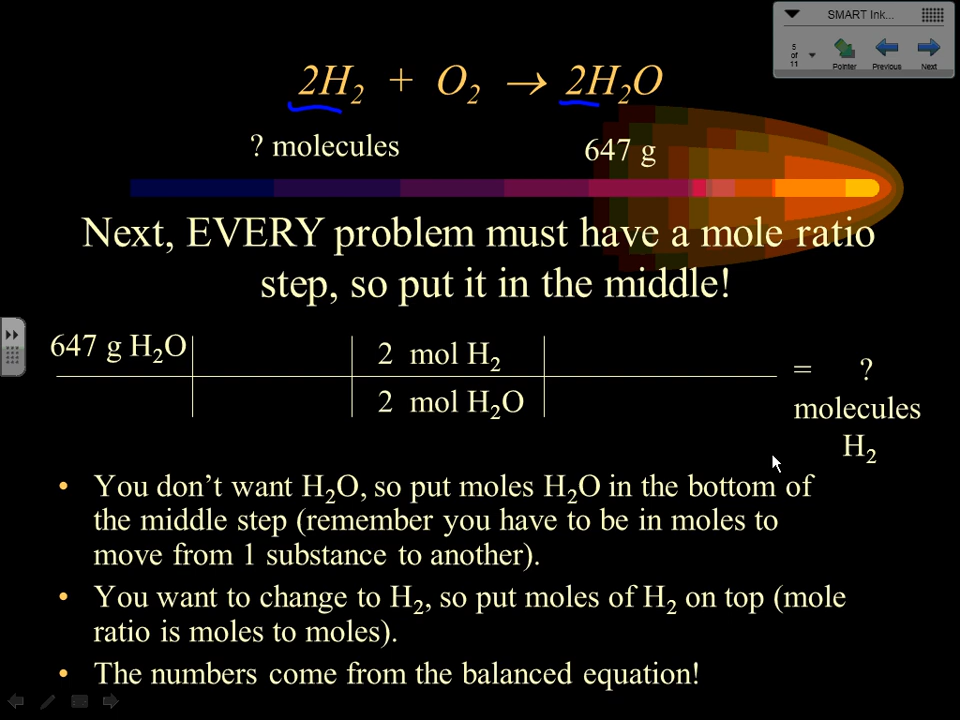 SMART Ink...
5 of 11
Pointer Previous Next
2H₂ + O₂ → 2H₂O
? molecules 647 g
Next, EVERY problem must have a mole ratio
step, so put it in the middle!
647 g H₂O 2 mol H₂
2 mol H₂O
= ?
molecules
H₂
• You don’t want H₂O, so put moles H₂O in the bottom of
the middle step (remember you have to be in moles to
move from 1 substance to another).
• You want to change to H₂, so put moles of H₂ on top (mole
ratio is moles to moles).
• The numbers come from the balanced equation!